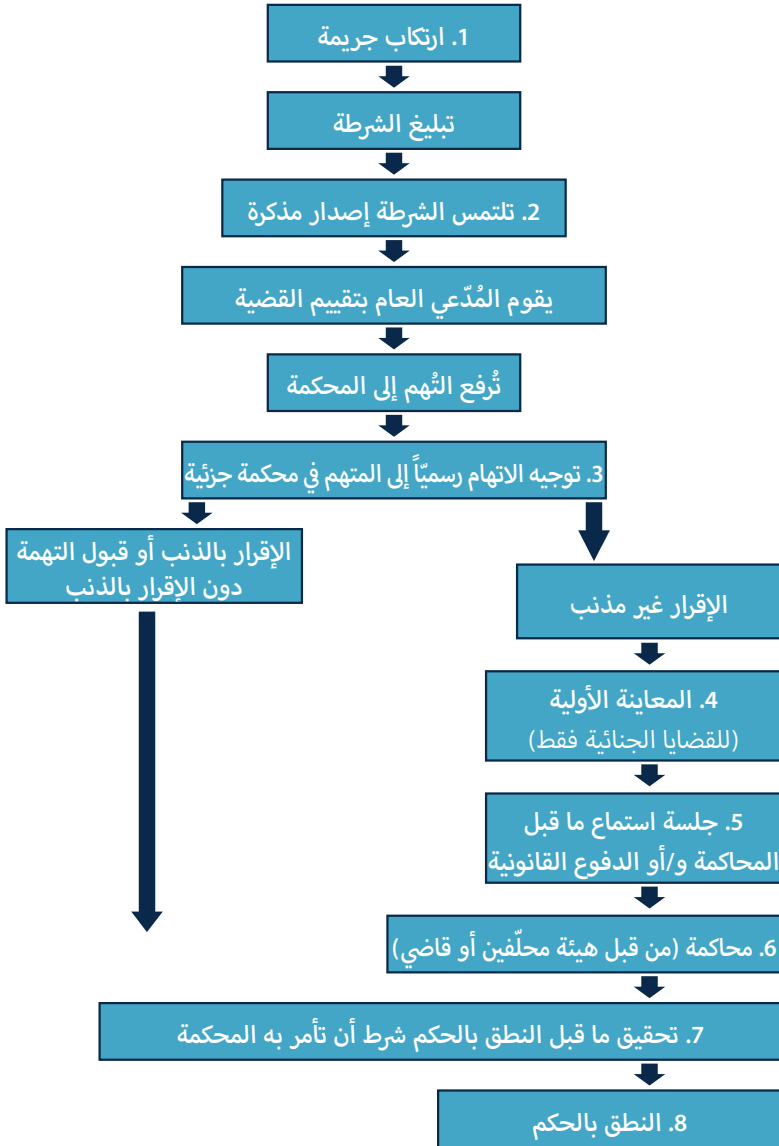 1. ارتكاب جريمة
تبليغ الشرطة
2. تلتمس الشرطة إصدار مذكرة
يقوم المُدّعي العام بتقييم القضية
تُرفع التُهم إلى المحكمة
3. توجيه الاتهام رسميّاً إلى المتهم في محكمة جزئية
الإقرار بالذنب أو قبول التهمة
دون الإقرار بالذنب
الإقرار غير مذنب
4. المعاينة الأولية
(للقضايا الجنائية فقط)
5. جلسة استماع ما قبل
المحاكمة و/أو الدفوع القانونية
6. محاكمة (من قبل هيئة محلّفين أو قاضي)
7. تحقيق ما قبل النطق بالحكم شرط أن تأمر به المحكمة
8. النطق بالحكم